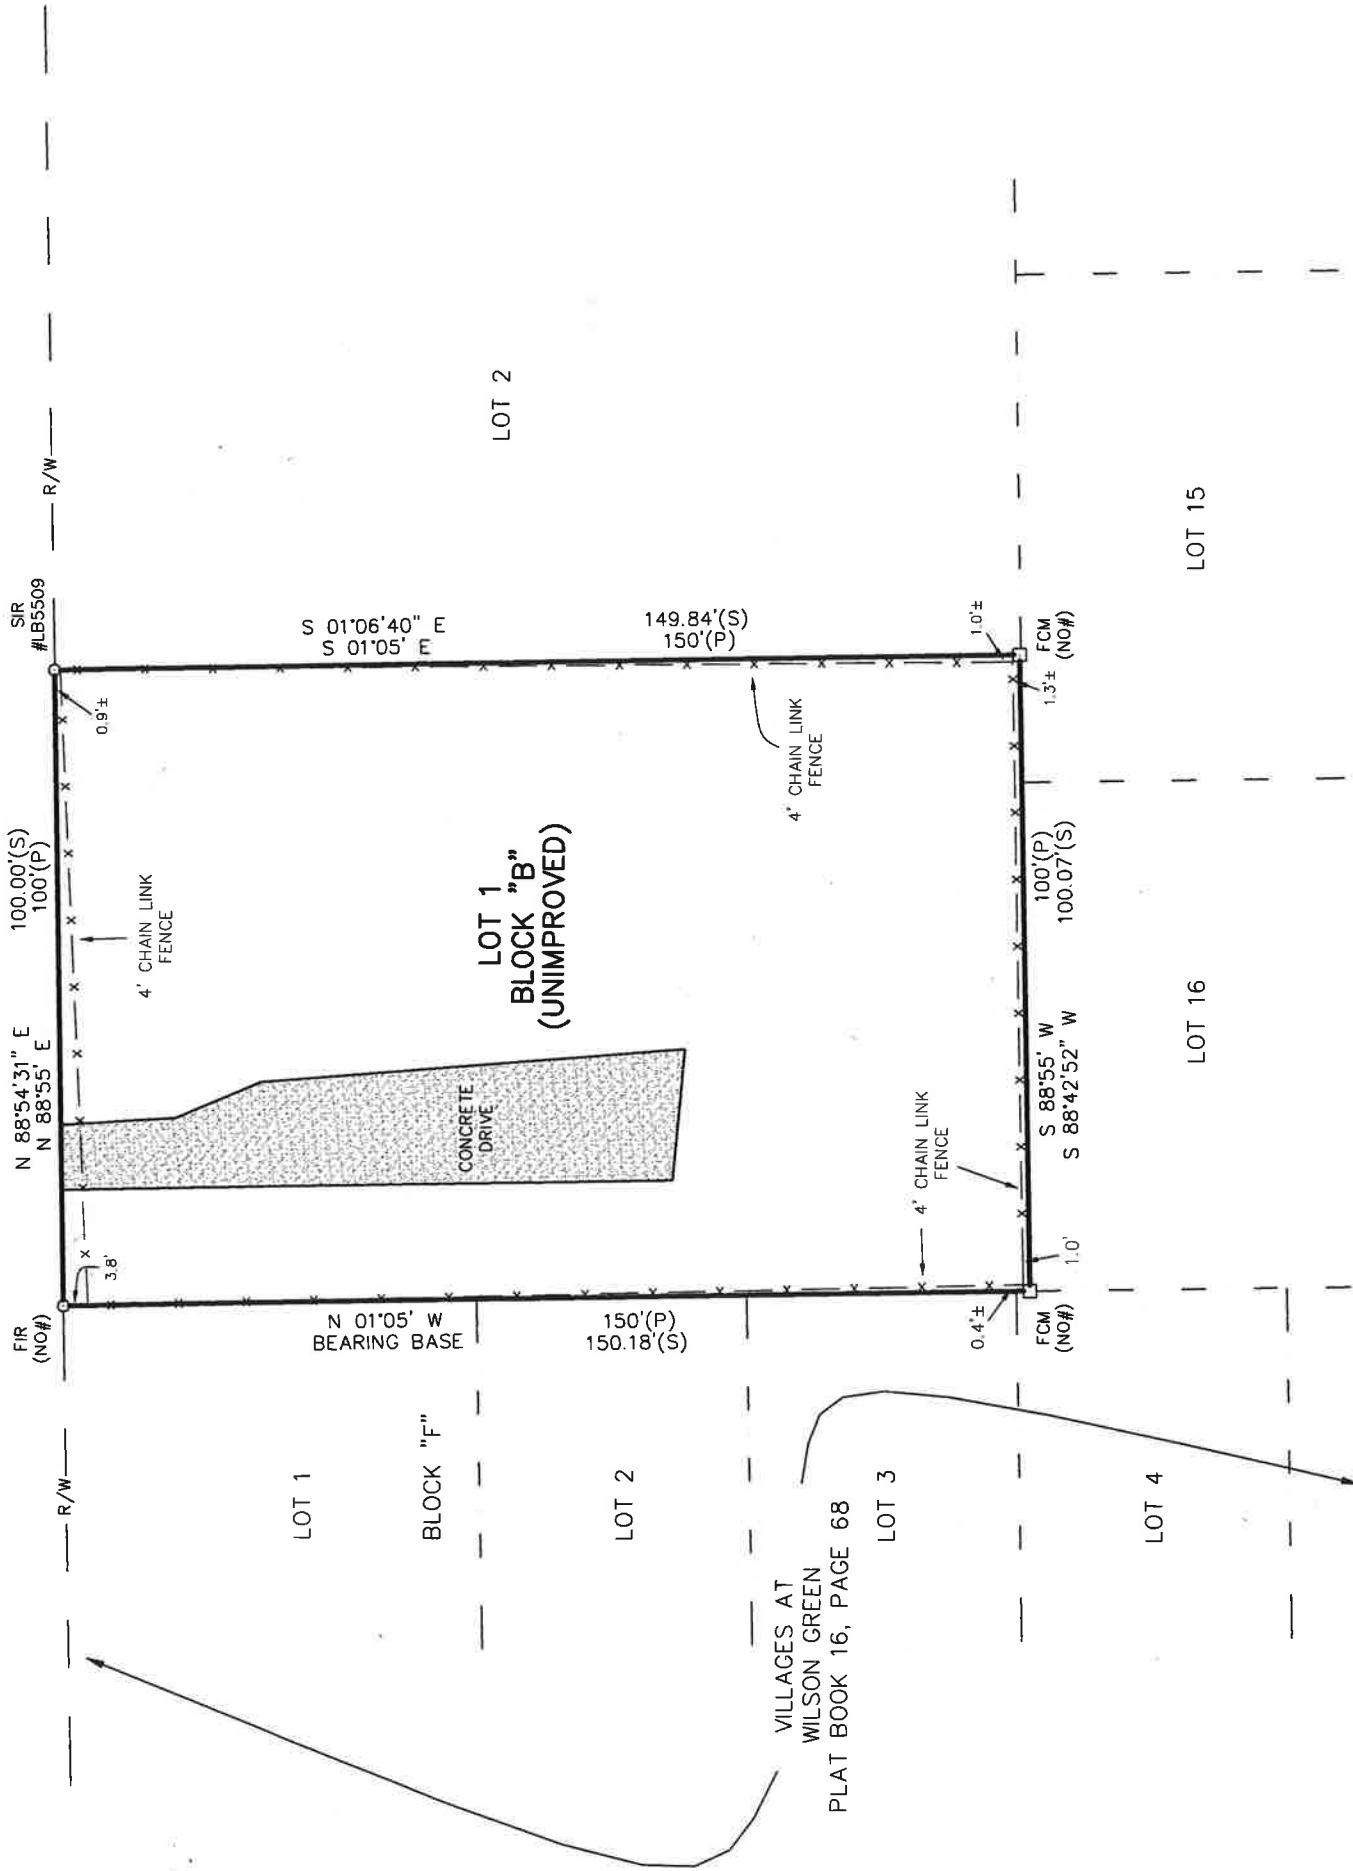 FIR
(NO#)
N 88°54'31" E 100.00'(S)
N 88°55' E 100'(P)
SIR
#LB5509
R/W
R/W
3.8'
0.9'±
4' CHAIN LINK
FENCE
N 01°05' W 150'(P)
BEARING BASE 150.18'(S)
S 01°06'40" E 149.84'(S)
S 01°05' E 150'(P)
LOT 1
BLOCK "B"
(UNIMPROVED)
CONCRETE
DRIVE
LOT 2
4' CHAIN LINK
FENCE
4' CHAIN LINK
FENCE
0.4'±
1.0'
1.0'±
1.3'±
FCM
(NO#)
FCM
(NO#)
S 88°55' W 100'(P)
S 88°42'52" W 100.07'(S)
LOT 1
BLOCK "F"
LOT 2
LOT 3
LOT 4
VILLAGES AT
WILSON GREEN
PLAT BOOK 16, PAGE 68
LOT 16
LOT 15